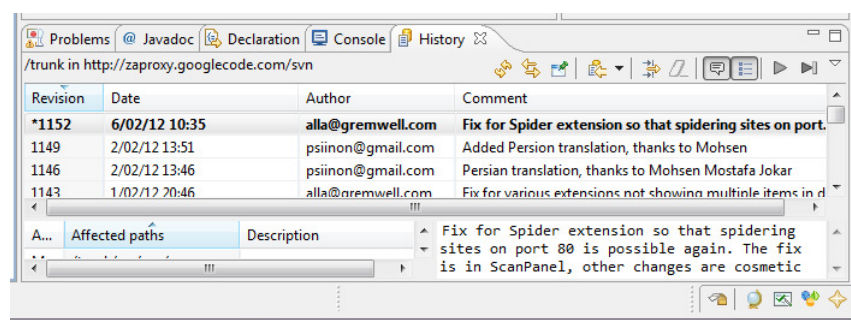 Problems @ Javadoc Declaration Console History
/trunk in http://zaproxy.googlecode.com/svn
Revision Date Author Comment
*1152 6/02/12 10:35 alla@gremwell.com Fix for Spider extension so that spidering sites on port.
1149 2/02/12 13:51 psiinon@gmail.com Added Persion translation, thanks to Mohsen
1146 2/02/12 13:46 psiinon@gmail.com Persian translation, thanks to Mohsen Mostafa Jokar
1143 1/02/12 20:46 alla@gremwell.com Fix for various extensions not showing multiple items in d
A... Affected paths Description
Fix for Spider extension so that spidering
sites on port 80 is possible again. The fix
is in ScanPanel, other changes are cosmetic